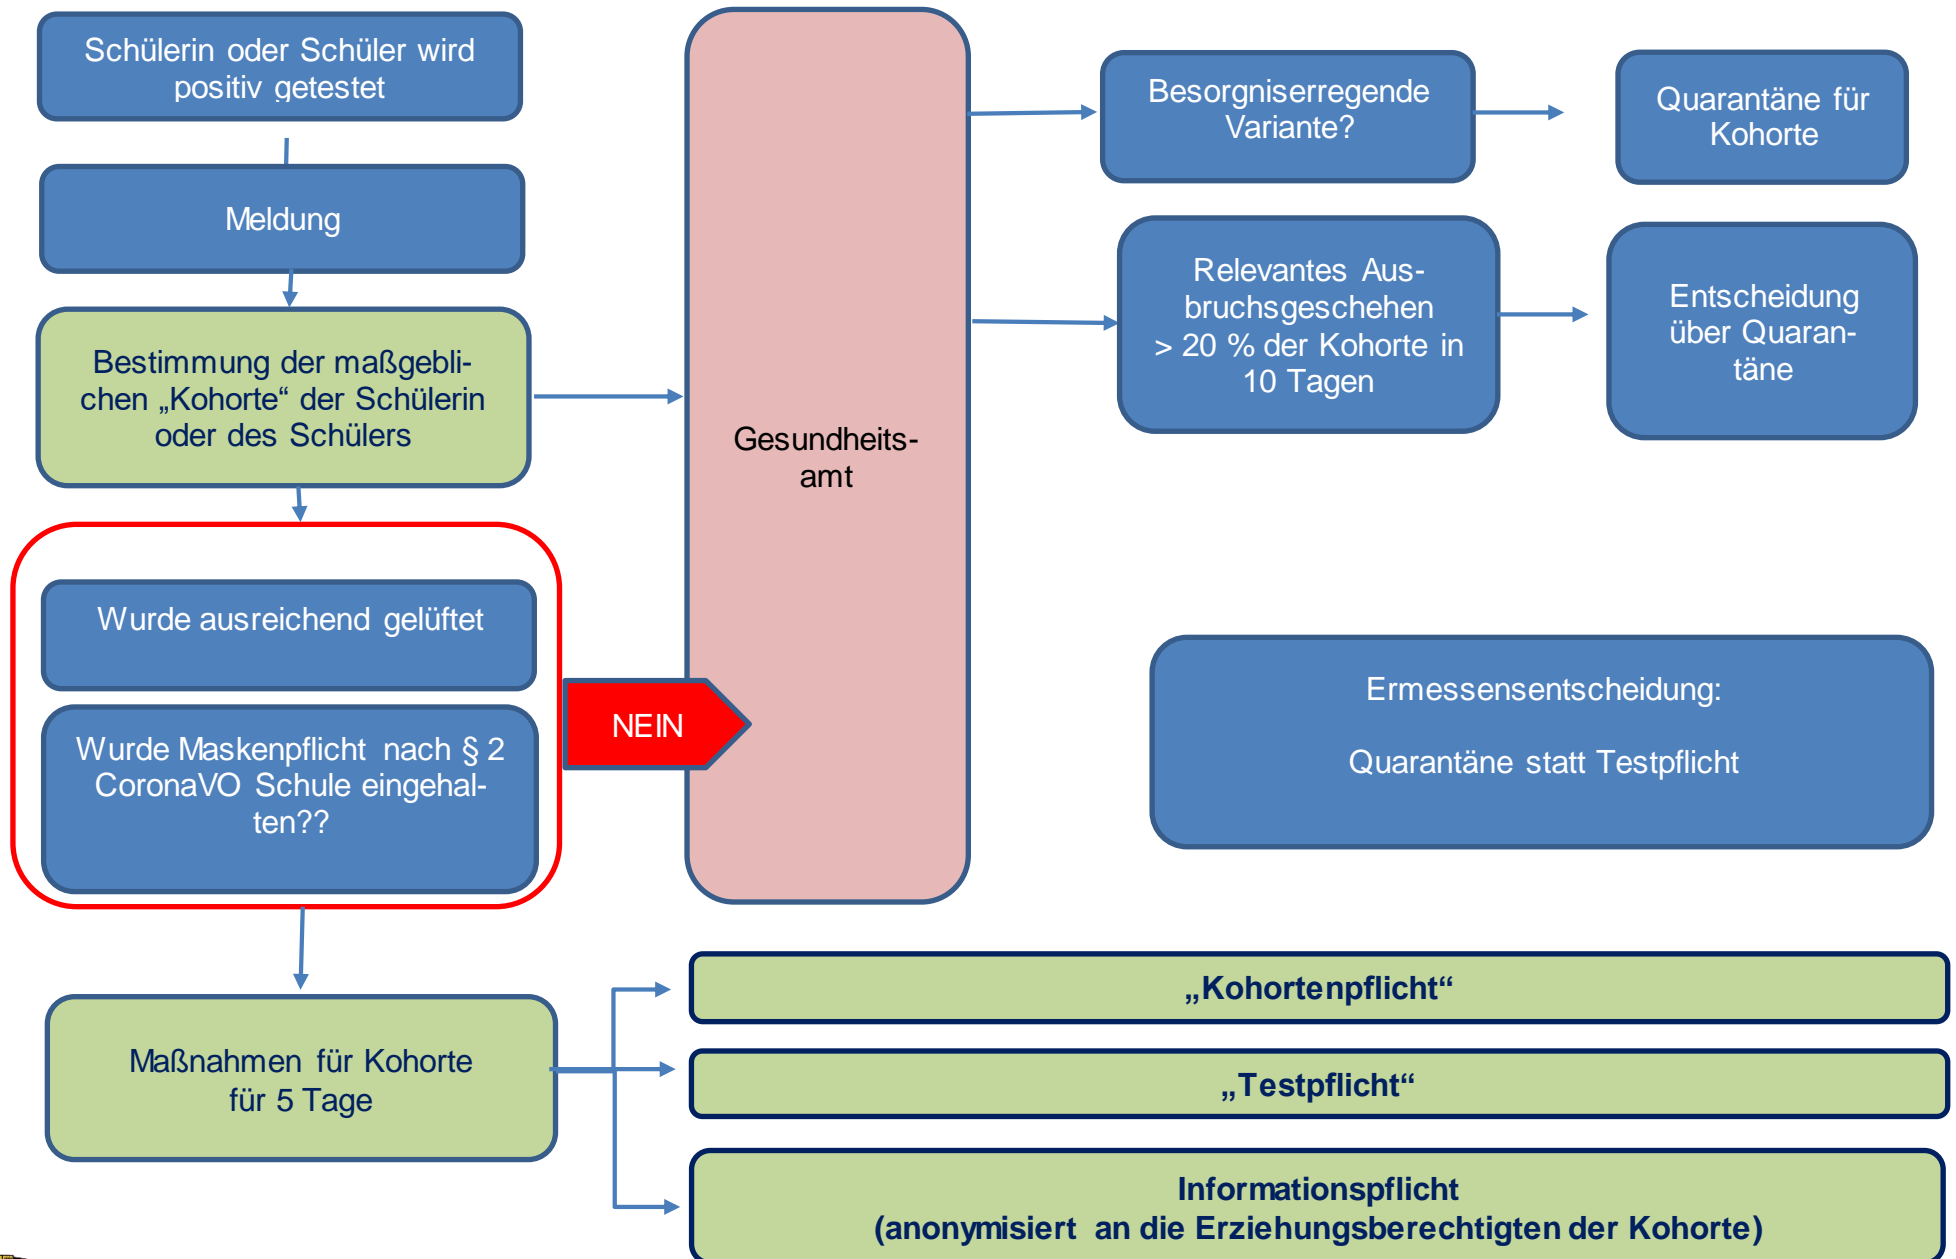 Schülerin oder Schüler wird
positiv getestet
Meldung
Bestimmung der maßgebli-
chen „Kohorte“ der Schülerin
oder des Schülers
Wurde ausreichend gelüftet
Wurde Maskenpflicht nach § 2
CoronaVO Schule eingehal-
ten??
NEIN
Maßnahmen für Kohorte
für 5 Tage
Gesundheits-
amt
Besorgniserregende
Variante?
Quarantäne für
Kohorte
Relevantes Aus-
bruchsgeschehen
> 20 % der Kohorte in
10 Tagen
Entscheidung
über Quaran-
täne
Ermessensentscheidung:
Quarantäne statt Testpflicht
„Kohortenpflicht“
„Testpflicht“
Informationspflicht
(anonymisiert an die Erziehungsberechtigten der Kohorte)